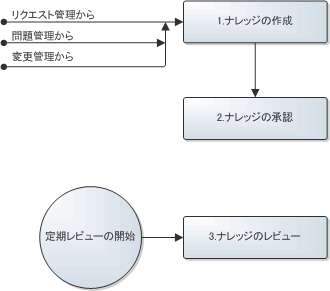 リクエスト管理から
問題管理から
変更管理から
1.ナレッジの作成
2.ナレッジの承認
定期レビューの開始
3.ナレッジのレビュー